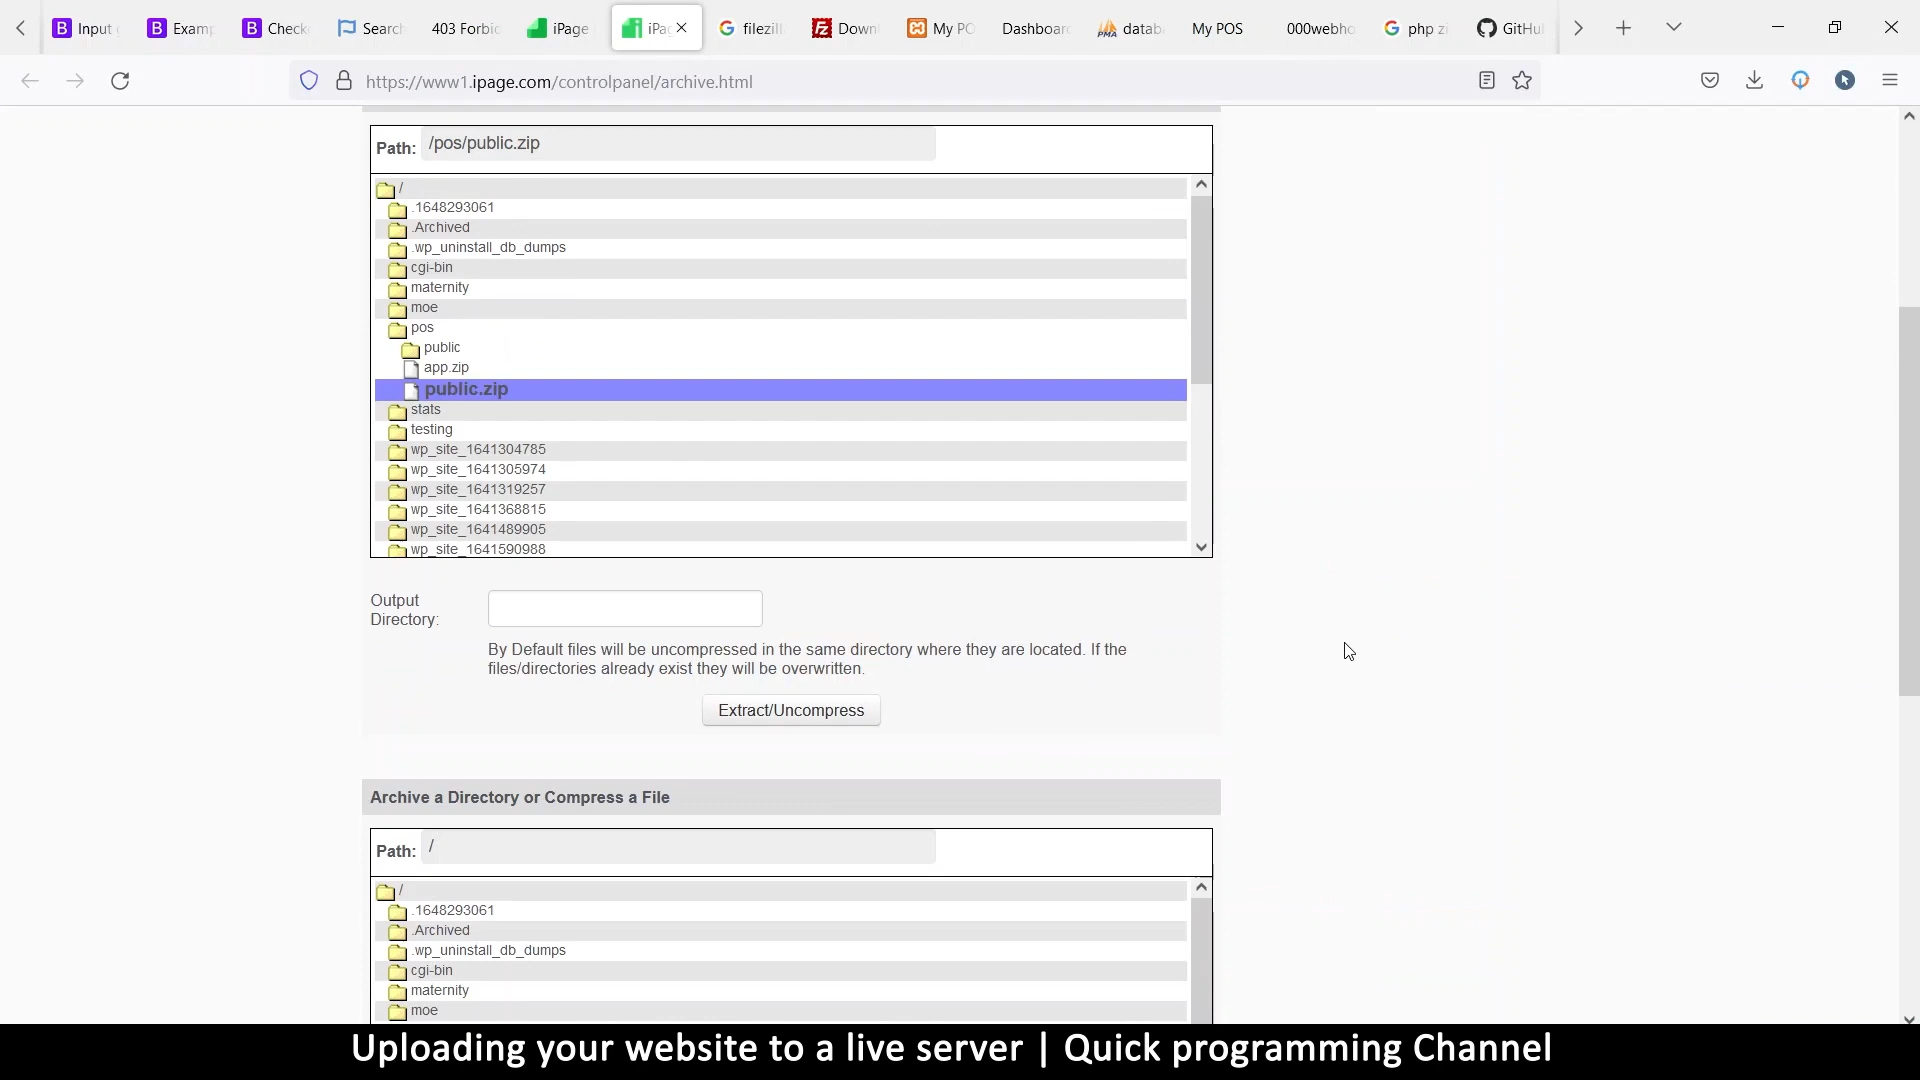 Input
Examp
Check
Search
403 Forbic
iPage
iPa
filezill
Down
My PO
Dashboar
datab
My POS
000webho
php zi
GitHu
https://www1.ipage.com/controlpanel/archive.html
Path: /pos/public.zip
/
.1648293061
.Archived
.wp_uninstall_db_dumps
cgi-bin
maternity
moe
pos
public
app.zip
public.zip
stats
testing
wp_site_1641304785
wp_site_1641305974
wp_site_1641319257
wp_site_1641368815
wp_site_1641489905
wp_site_1641590988
Output
Directory:
By Default files will be uncompressed in the same directory where they are located. If the
files/directories already exist they will be overwritten.
Extract/Uncompress
Archive a Directory or Compress a File
Path: /
/
.1648293061
.Archived
.wp_uninstall_db_dumps
cgi-bin
maternity
moe
Uploading your website to a live server | Quick programming Channel